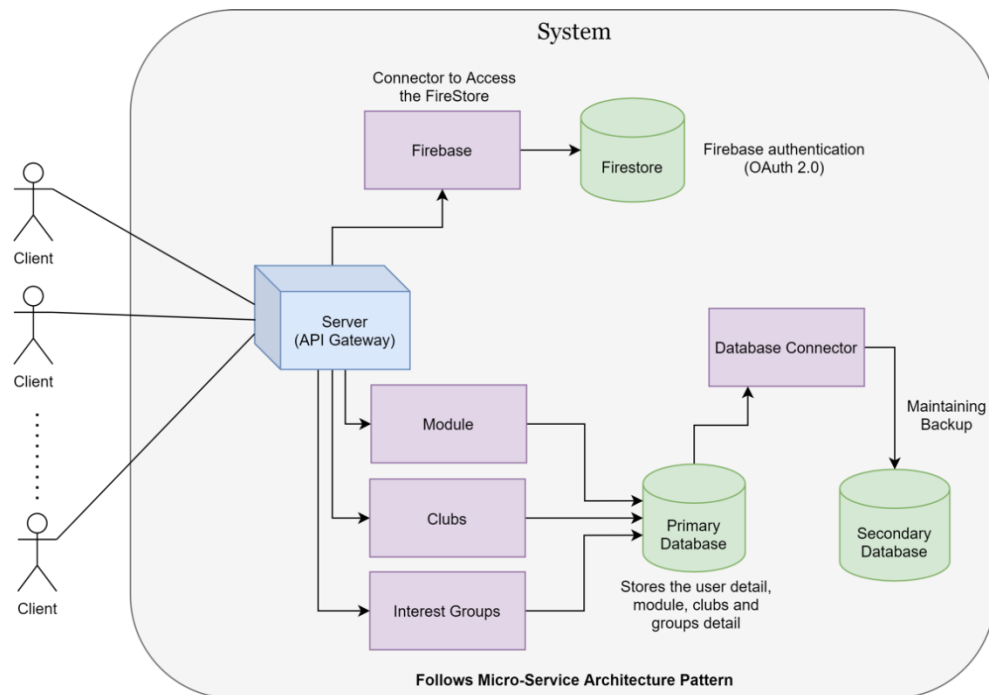 System
Connector to Access
the FireStore
Firebase
Firestore
Firebase authentication
(OAuth 2.0)
Client
Client
Client
Server
(API Gateway)
Database Connector
Module
Maintaining
Backup
Clubs
Primary
Database
Secondary
Database
Interest Groups
Stores the user detail,
module, clubs and
groups detail
Follows Micro-Service Architecture Pattern